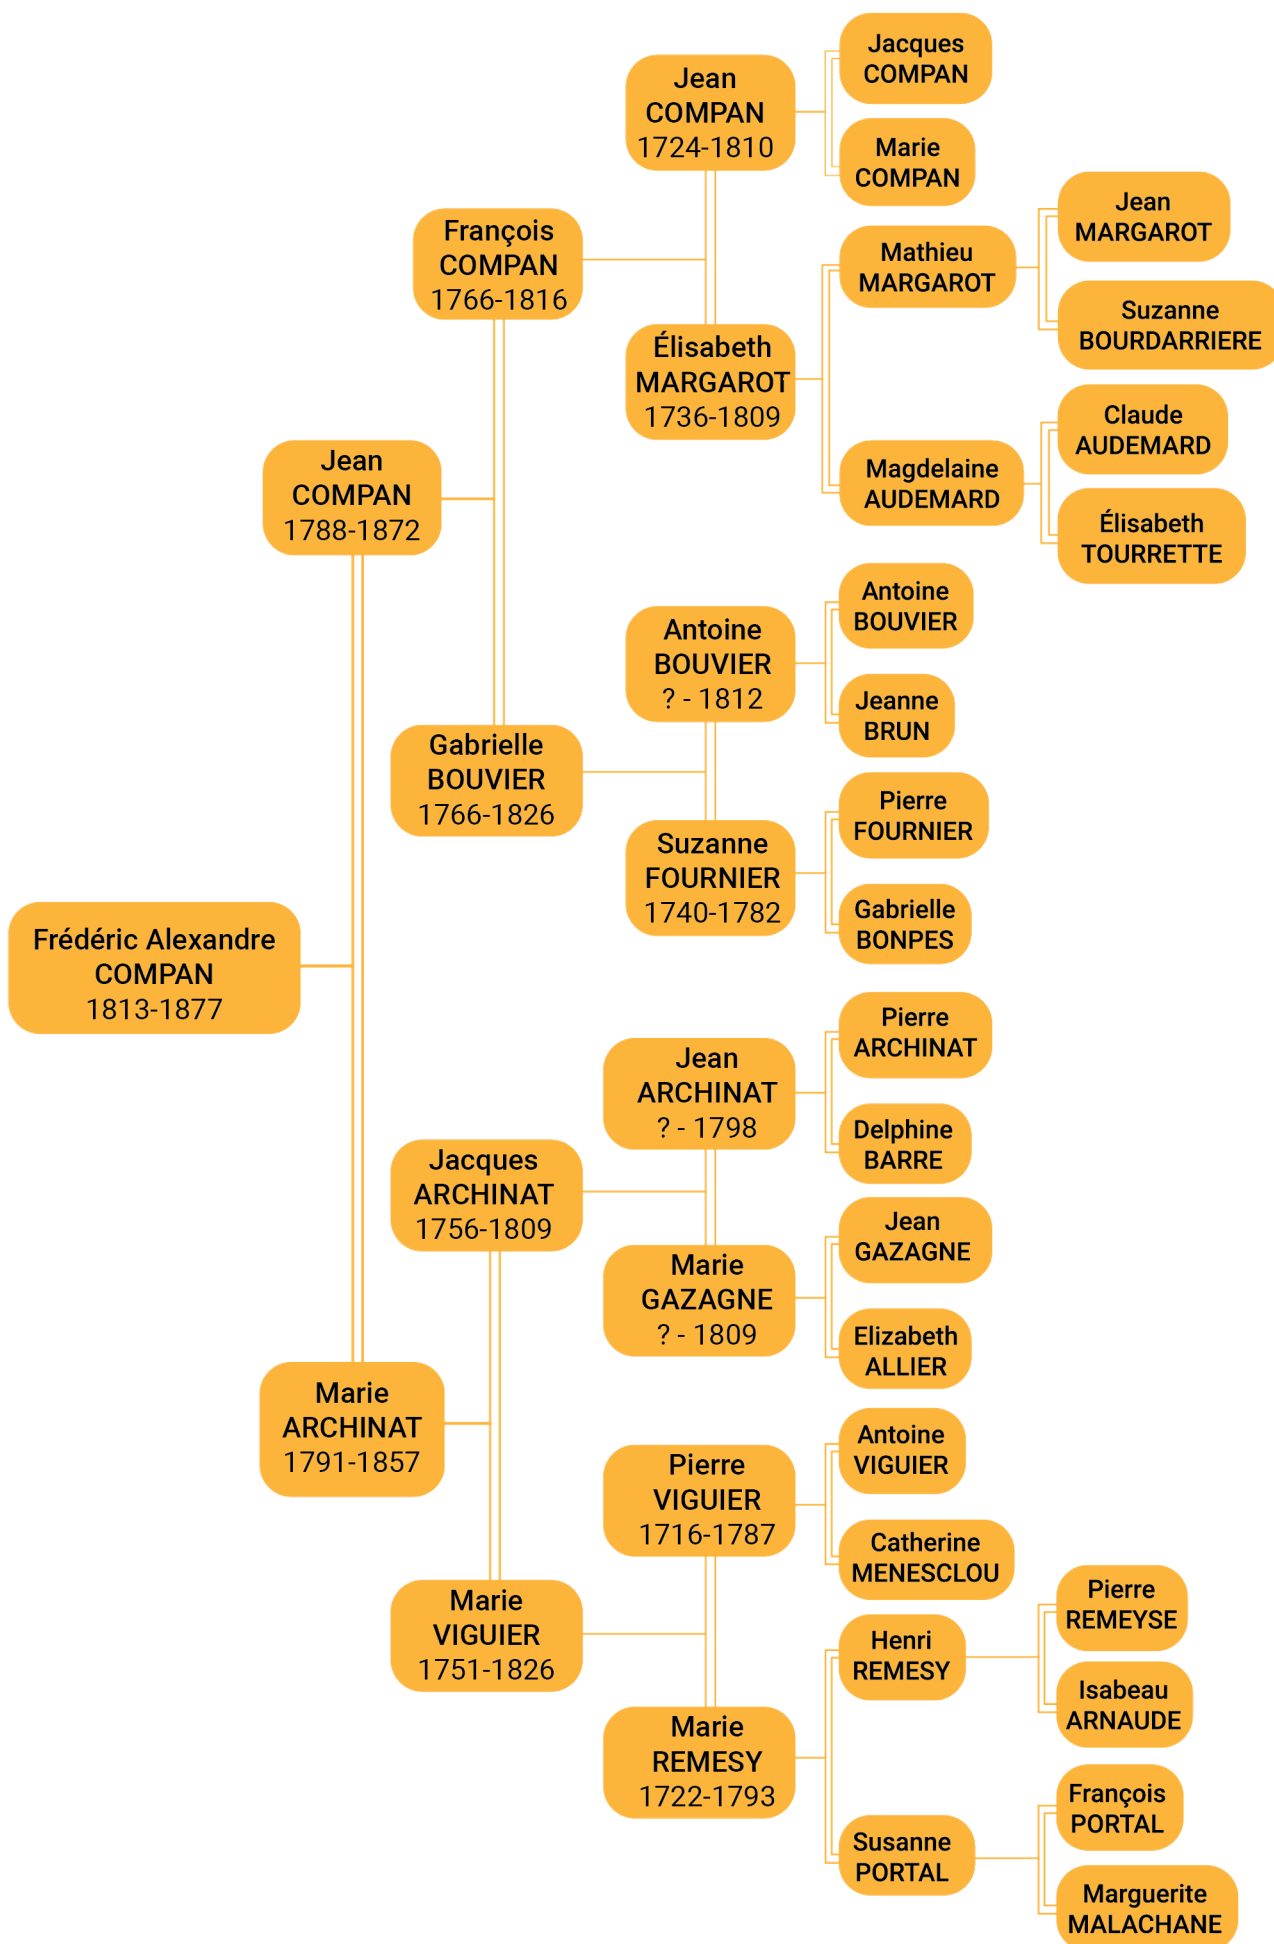 Jacques
COMPAN
Jean
COMPAN
1724-1810
Marie
COMPAN
Jean
MARGAROT
François
COMPAN
1766-1816
Mathieu
MARGAROT
Suzanne
BOURDARRIERE
Élisabeth
MARGAROT
1736-1809
Claude
AUDEMARD
Jean
COMPAN
1788-1872
Magdelaine
AUDEMARD
Élisabeth
TOURRETTE
Antoine
BOUVIER
Antoine
BOUVIER
? - 1812
Jeanne
BRUN
Gabrielle
BOUVIER
1766-1826
Pierre
FOURNIER
Suzanne
FOURNIER
1740-1782
Gabrielle
BONPES
Frédéric Alexandre
COMPAN
1813-1877
Pierre
ARCHINAT
Jean
ARCHINAT
? - 1798
Delphine
BARRE
Jacques
ARCHINAT
1756-1809
Jean
GAZAGNE
Marie
GAZAGNE
? - 1809
Elizabeth
ALLIER
Marie
ARCHINAT
1791-1857
Antoine
VIGUIER
Pierre
VIGUIER
1716-1787
Catherine
MENESCLOU
Pierre
REMEYSE
Marie
VIGUIER
1751-1826
Henri
REMESY
Isabeau
ARNAUDE
Marie
REMESY
1722-1793
François
PORTAL
Susanne
PORTAL
Marguerite
MALACHANE